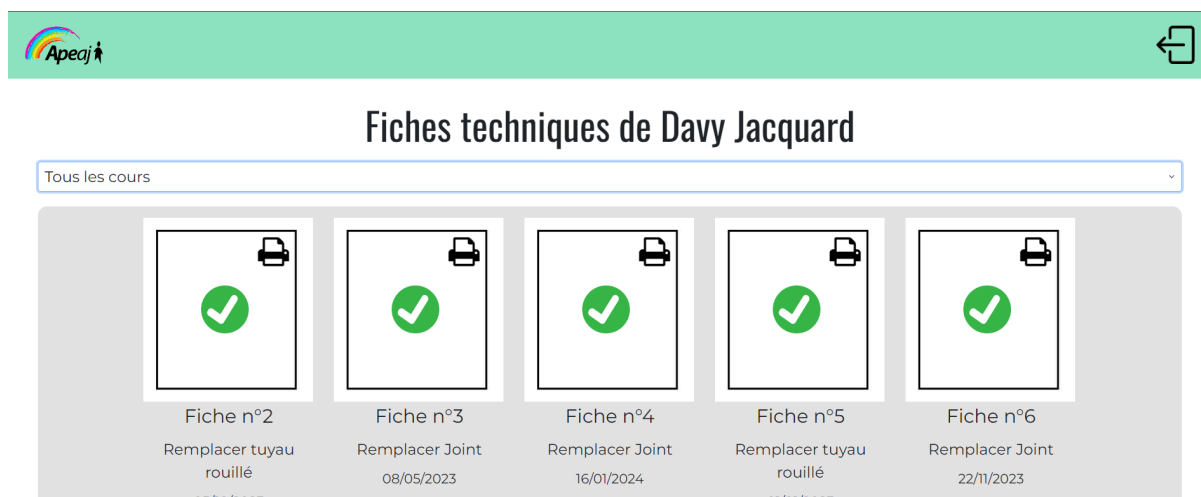 Apeaj
Fiches techniques de Davy Jacquard
Tous les cours
Fiche n°2
Remplacer tuyau
rouillé
Fiche n°3
Remplacer Joint
08/05/2023
Fiche n°4
Remplacer Joint
16/01/2024
Fiche n°5
Remplacer tuyau
rouillé
Fiche n°6
Remplacer Joint
22/11/2023